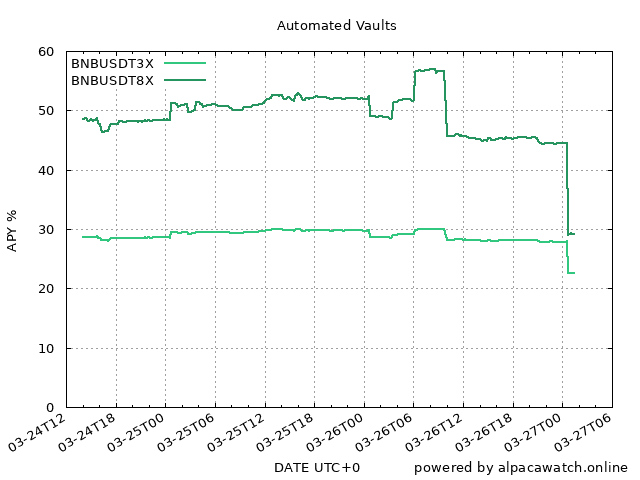 Automated Vaults
BNBUSDT3X
BNBUSDT8X
60
50
40
30
20
10
0
APY %
03-24T12
03-24T18
03-25T00
03-25T06
03-25T12
03-25T18
03-26T00
03-26T06
03-26T12
03-26T18
03-27T00
03-27T06
DATE UTC+0
powered by alpacawatch.online